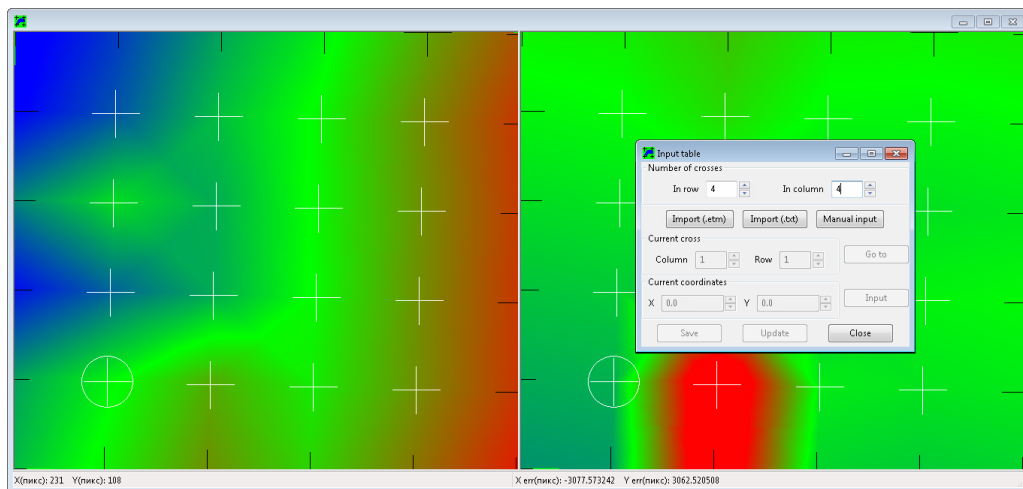 Input table
Number of crosses
In row 4 In column 4
Import (.etm) Import (.txt) Manual input
Current cross
Column 1 Row 1 Go to
Current coordinates
X 0.0 Y 0.0 Input
Save Update Close
X(пикс): 231 Y(пикс): 108 X err(пикс): -3077.573242 Y err(пикс): 3062.520508